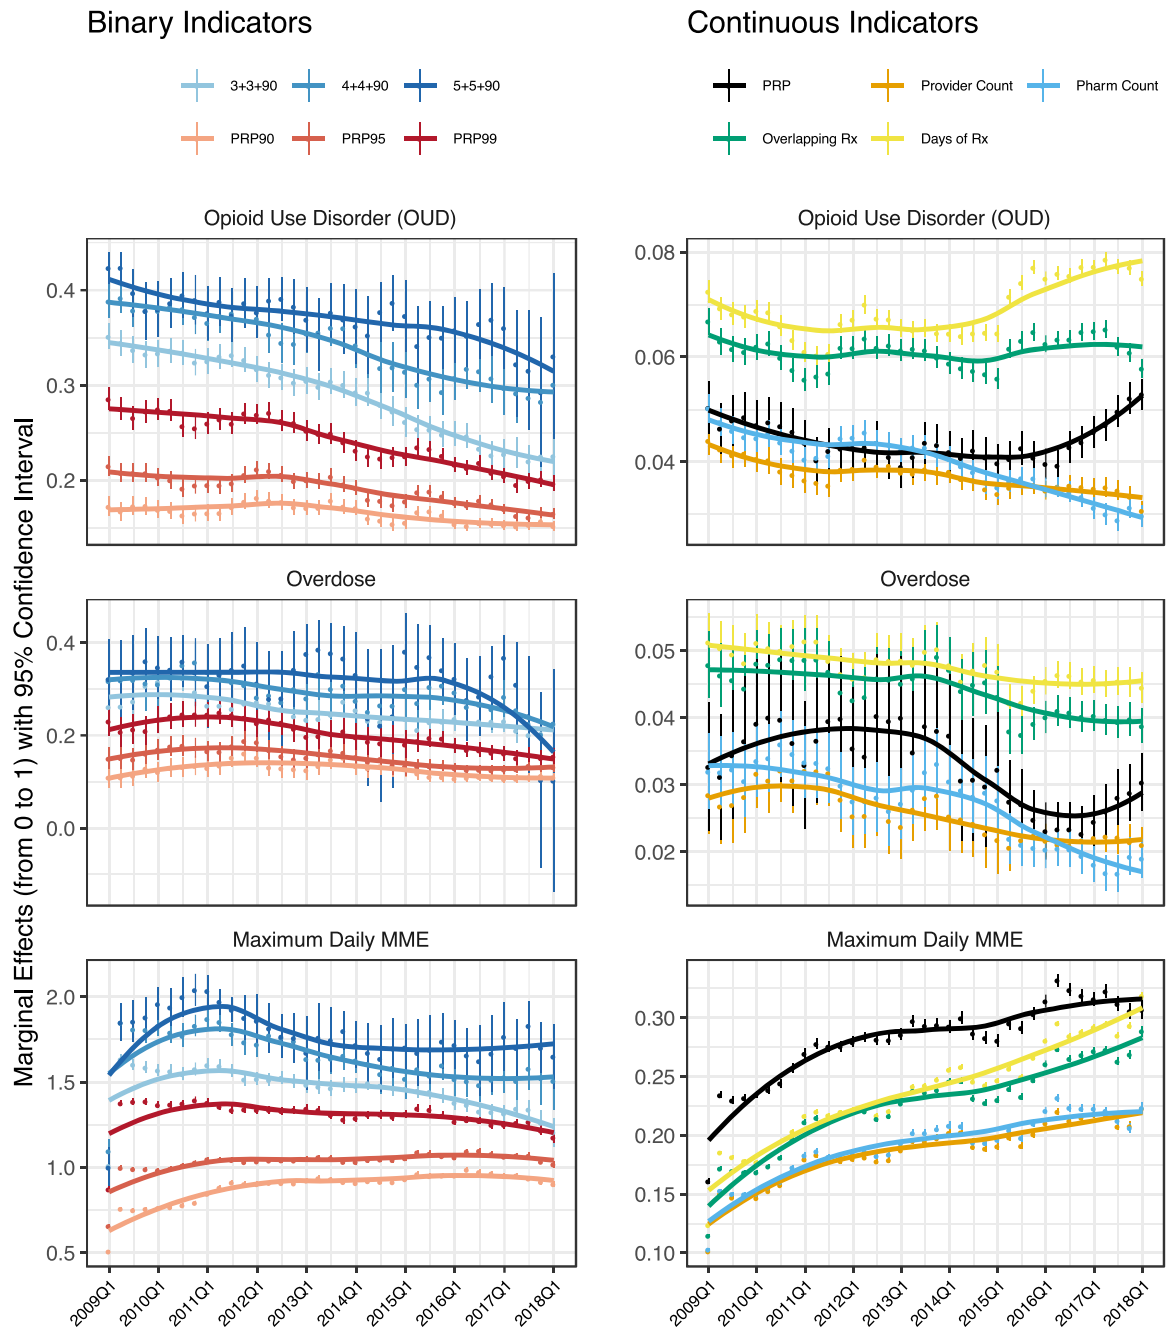 Binary Indicators
Continuous Indicators
3+3+90 4+4+90 5+5+90
PRP90 PRP95 PRP99
PRP Provider Count Pharm Count
Overlapping Rx Days of Rx
Marginal Effects (from 0 to 1) with 95% Confidence Interval
Opioid Use Disorder (OUD)
0.4
0.3
0.2
Opioid Use Disorder (OUD)
0.08
0.06
0.04
Overdose
0.4
0.2
0.0
Overdose
0.05
0.04
0.03
0.02
Maximum Daily MME
2.0
1.5
1.0
0.5
2009Q1 2010Q1 2011Q1 2012Q1 2013Q1 2014Q1 2015Q1 2016Q1 2017Q1 2018Q1
Maximum Daily MME
0.30
0.25
0.20
0.15
0.10
2009Q1 2010Q1 2011Q1 2012Q1 2013Q1 2014Q1 2015Q1 2016Q1 2017Q1 2018Q1